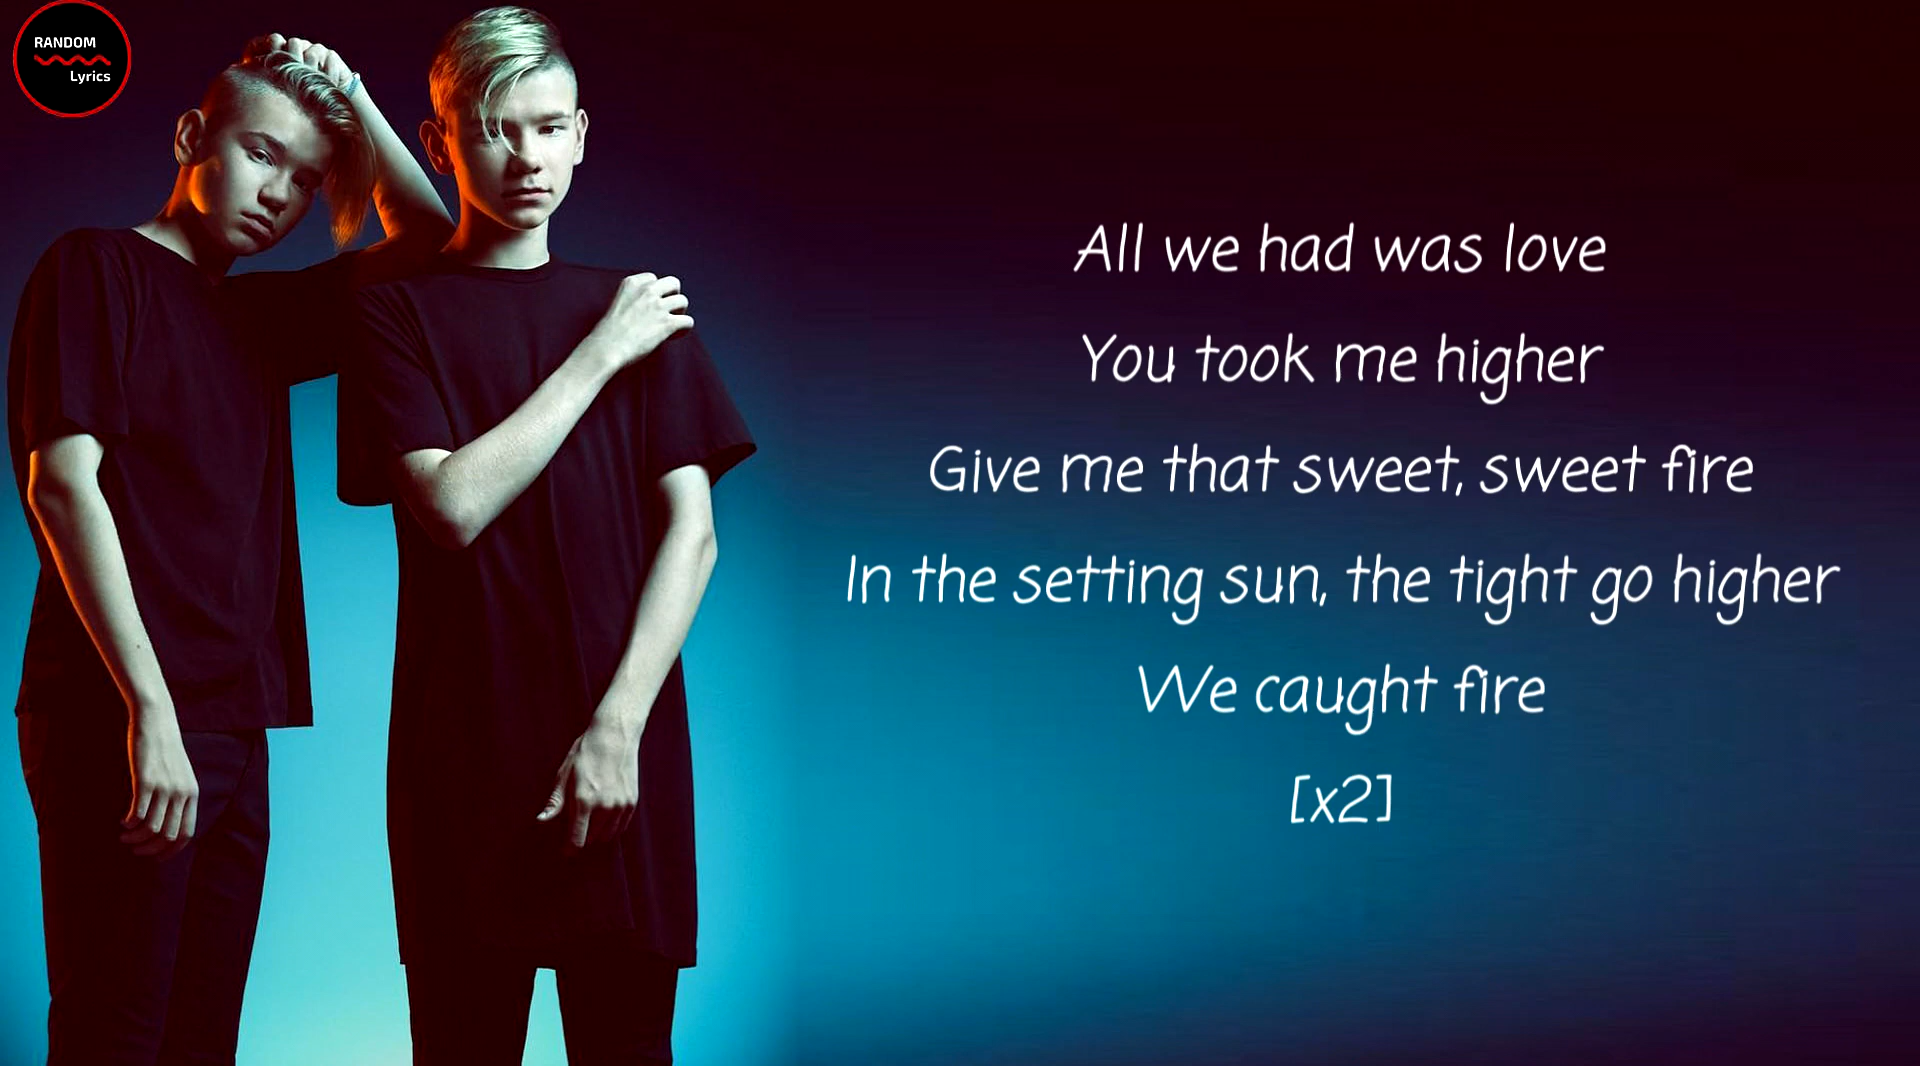 RANDOM
Lyrics
All we had was love
You took me higher
Give me that sweet, sweet fire
In the setting sun, the tight go higher
We caught fire
[x2]